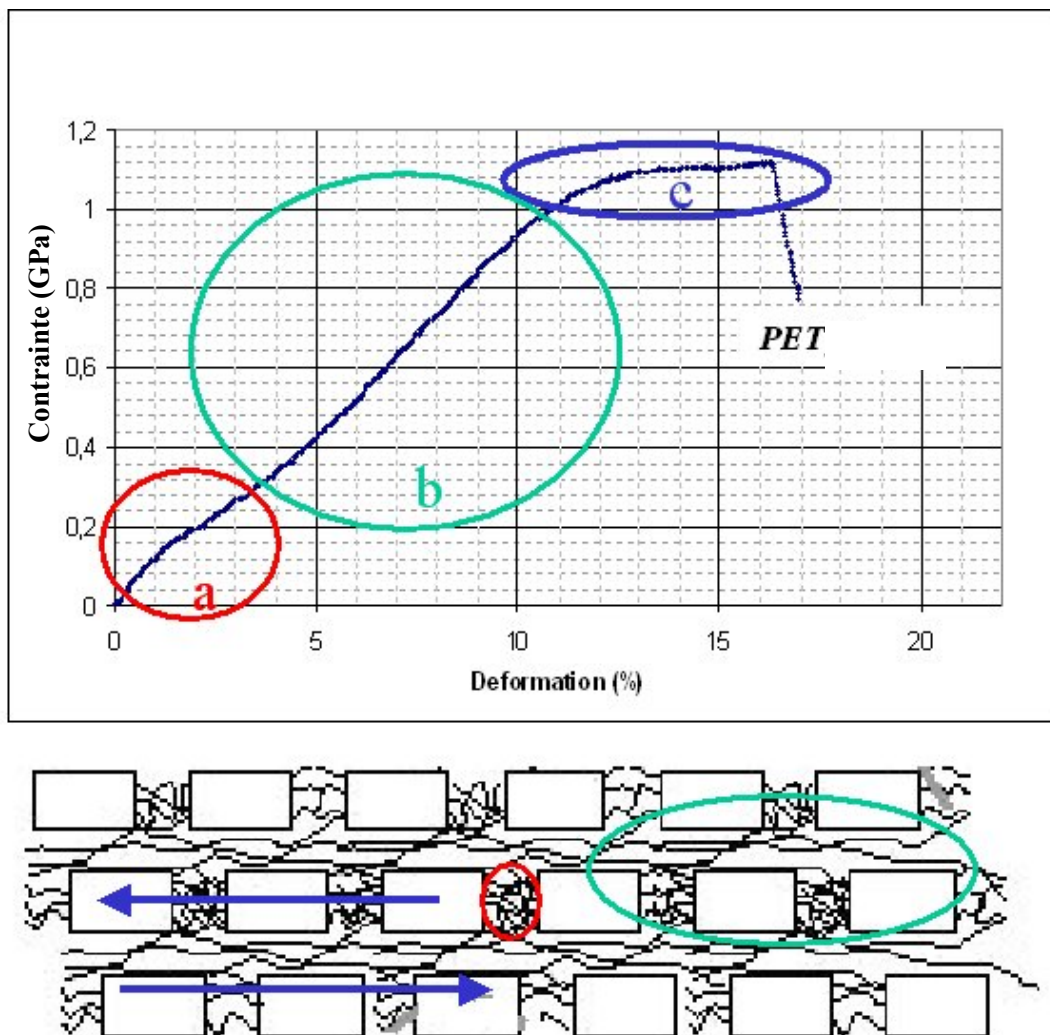 1,2
1
0,8
0,6
0,4
0,2
0
Contrainte (GPa)
c
b
a
PET
0 5 10 15 20
Deformation (%)